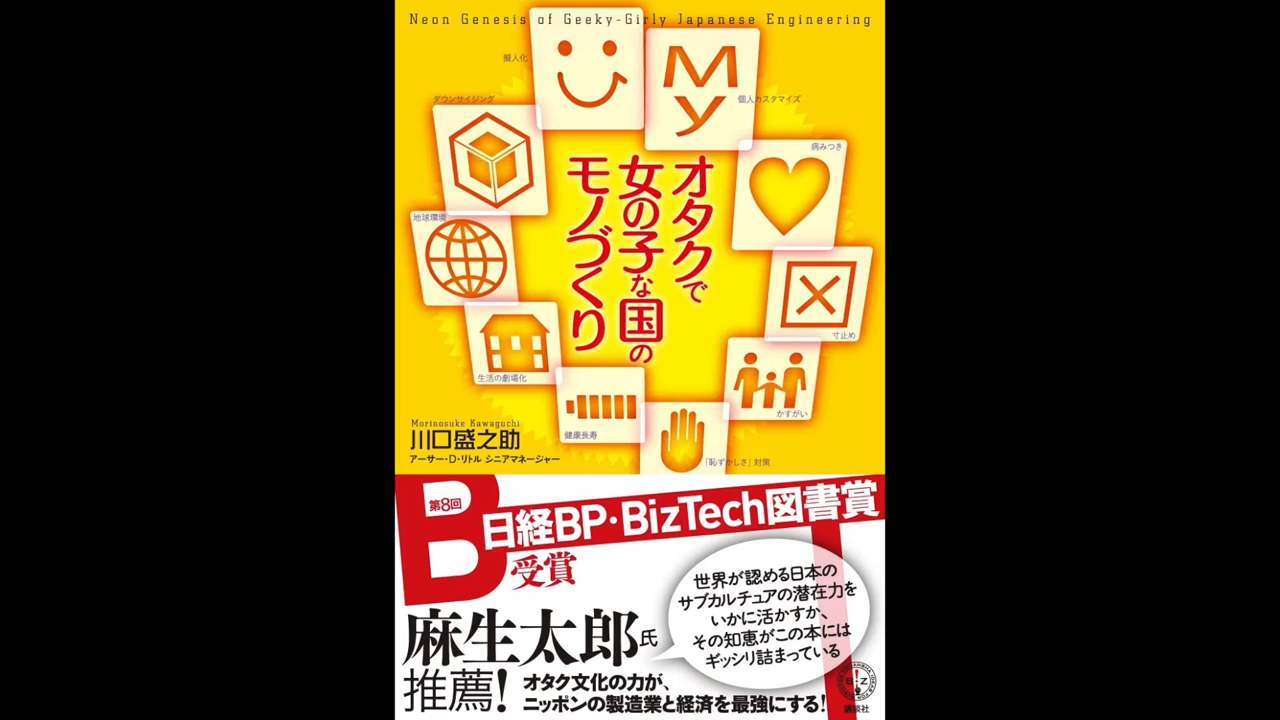 Neon Genesis of Geeky-Girly Japanese Engineering
擬人化
ダウンサイジング
My
個人カスタマイズ
病みつき
地球環境
寸止め
生活の劇場化
かすがい
健康長寿
「恥ずかしさ」対策
オタクで
女の子な国の
モノづくり
Morinosuke Kawaguchi
川口盛之助
アーサー・D・リトル シニアマネージャー
第8回
B
日経BP・BizTech図書賞
受賞
世界が認める日本の
サブカルチュアの潜在力を
いかに活かすか、
その知恵がこの本には
ギッシリ詰まっている
麻生太郎氏
推薦!
オタク文化の力が、
ニッポンの製造業と経済を最強にする!
B-Z
講談社